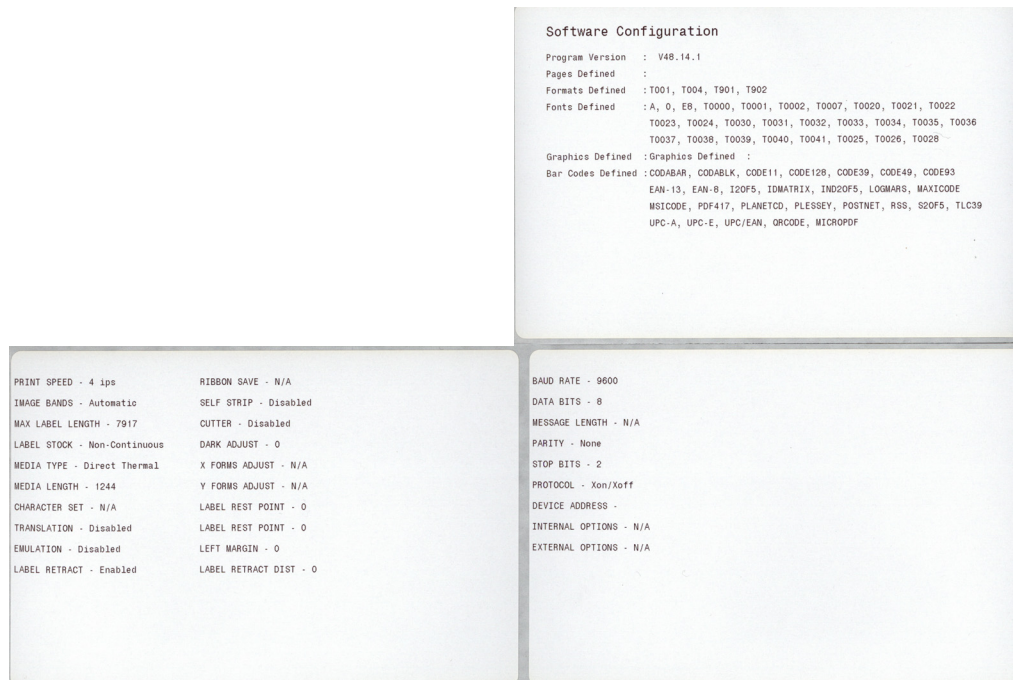 Software Configuration
Program Version : V48.14.1
Pages Defined :
Formats Defined :T001, T004, T901, T902
Fonts Defined :A, 0, E8, T0000, T0001, T0002, T0007, T0020, T0021, T0022
T0023, T0024, T0030, T0031, T0032, T0033, T0034, T0035, T0036
T0037, T0038, T0039, T0040, T0041, T0025, T0026, T0028
Graphics Defined :Graphics Defined :
Bar Codes Defined :CODABAR, CODABLK, CODE11, CODE128, CODE39, CODE49, CODE93
EAN-13, EAN-8, I2OF5, IDMATRIX, IND2OF5, LOGMARS, MAXICODE
MSICODE, PDF417, PLANETCD, PLESSEY, POSTNET, RSS, S2OF5, TLC39
UPC-A, UPC-E, UPC/EAN, QRCODE, MICROPDF
PRINT SPEED - 4 ips
IMAGE BANDS - Automatic
MAX LABEL LENGTH - 7917
LABEL STOCK - Non-Continuous
MEDIA TYPE - Direct Thermal
MEDIA LENGTH - 1244
CHARACTER SET - N/A
TRANSLATION - Disabled
EMULATION - Disabled
LABEL RETRACT - Enabled
RIBBON SAVE - N/A
SELF STRIP - Disabled
CUTTER - Disabled
DARK ADJUST - 0
X FORMS ADJUST - N/A
Y FORMS ADJUST - N/A
LABEL REST POINT - 0
LABEL REST POINT - 0
LEFT MARGIN - 0
LABEL RETRACT DIST - 0
BAUD RATE - 9600
DATA BITS - 8
MESSAGE LENGTH - N/A
PARITY - None
STOP BITS - 2
PROTOCOL - Xon/Xoff
DEVICE ADDRESS -
INTERNAL OPTIONS - N/A
EXTERNAL OPTIONS - N/A